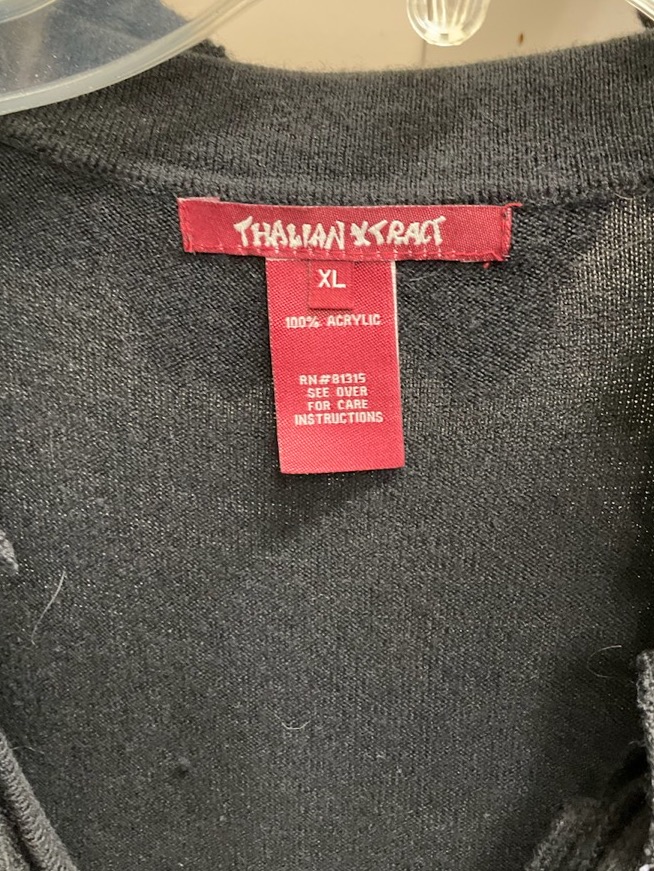 THALIAN XTRACT
XL
100% ACRYLIC
RN#81315
SEE OVER
FOR CARE
INSTRUCTIONS